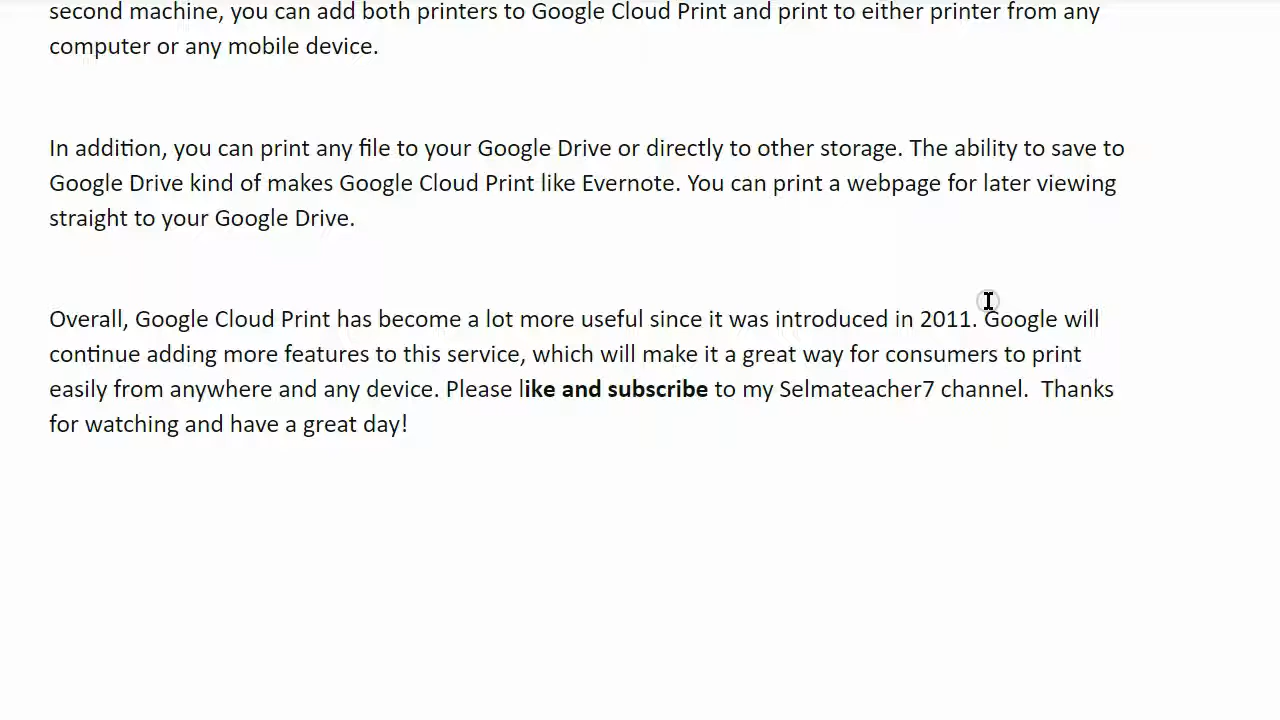 second machine, you can add both printers to Google Cloud Print and print to either printer from any
computer or any mobile device.
In addition, you can print any file to your Google Drive or directly to other storage. The ability to save to
Google Drive kind of makes Google Cloud Print like Evernote. You can print a webpage for later viewing
straight to your Google Drive.
Overall, Google Cloud Print has become a lot more useful since it was introduced in 2011. Google will
continue adding more features to this service, which will make it a great way for consumers to print
easily from anywhere and any device. Please like and subscribe to my Selmateacher7 channel.  Thanks
for watching and have a great day!